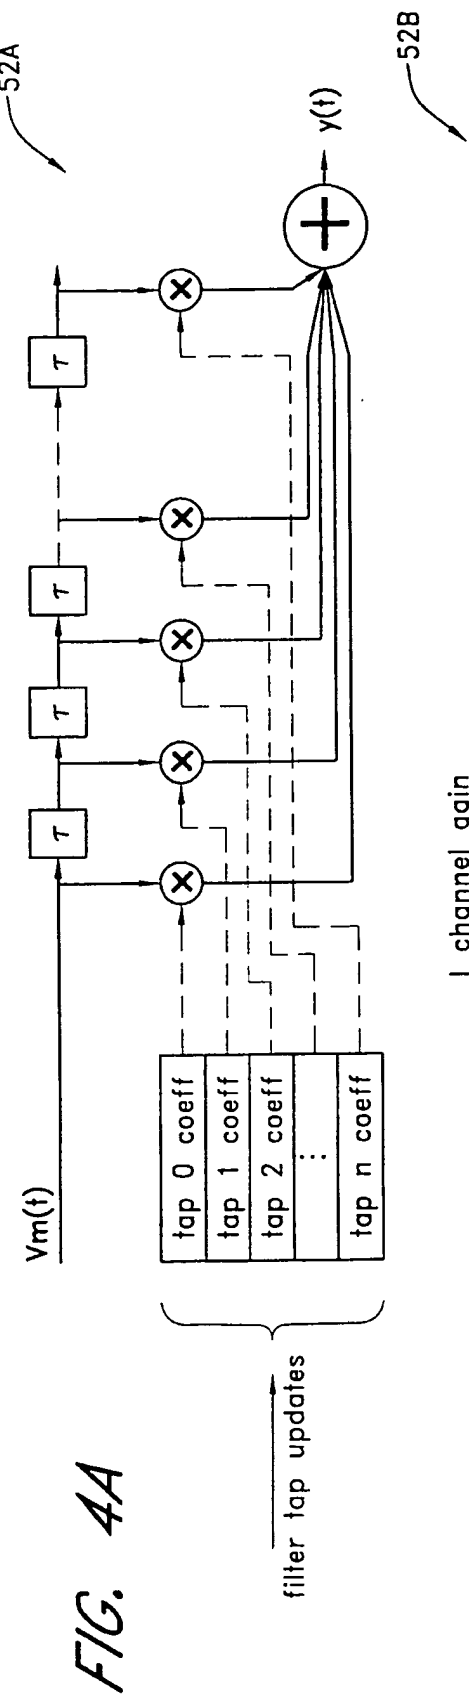 FIG. 4A
52A
Vm(t)
τ
τ
τ
τ
tap 0 coeff
tap 1 coeff
tap 2 coeff
...
tap n coeff
filter tap updates
y(t)
52B
I channel gain